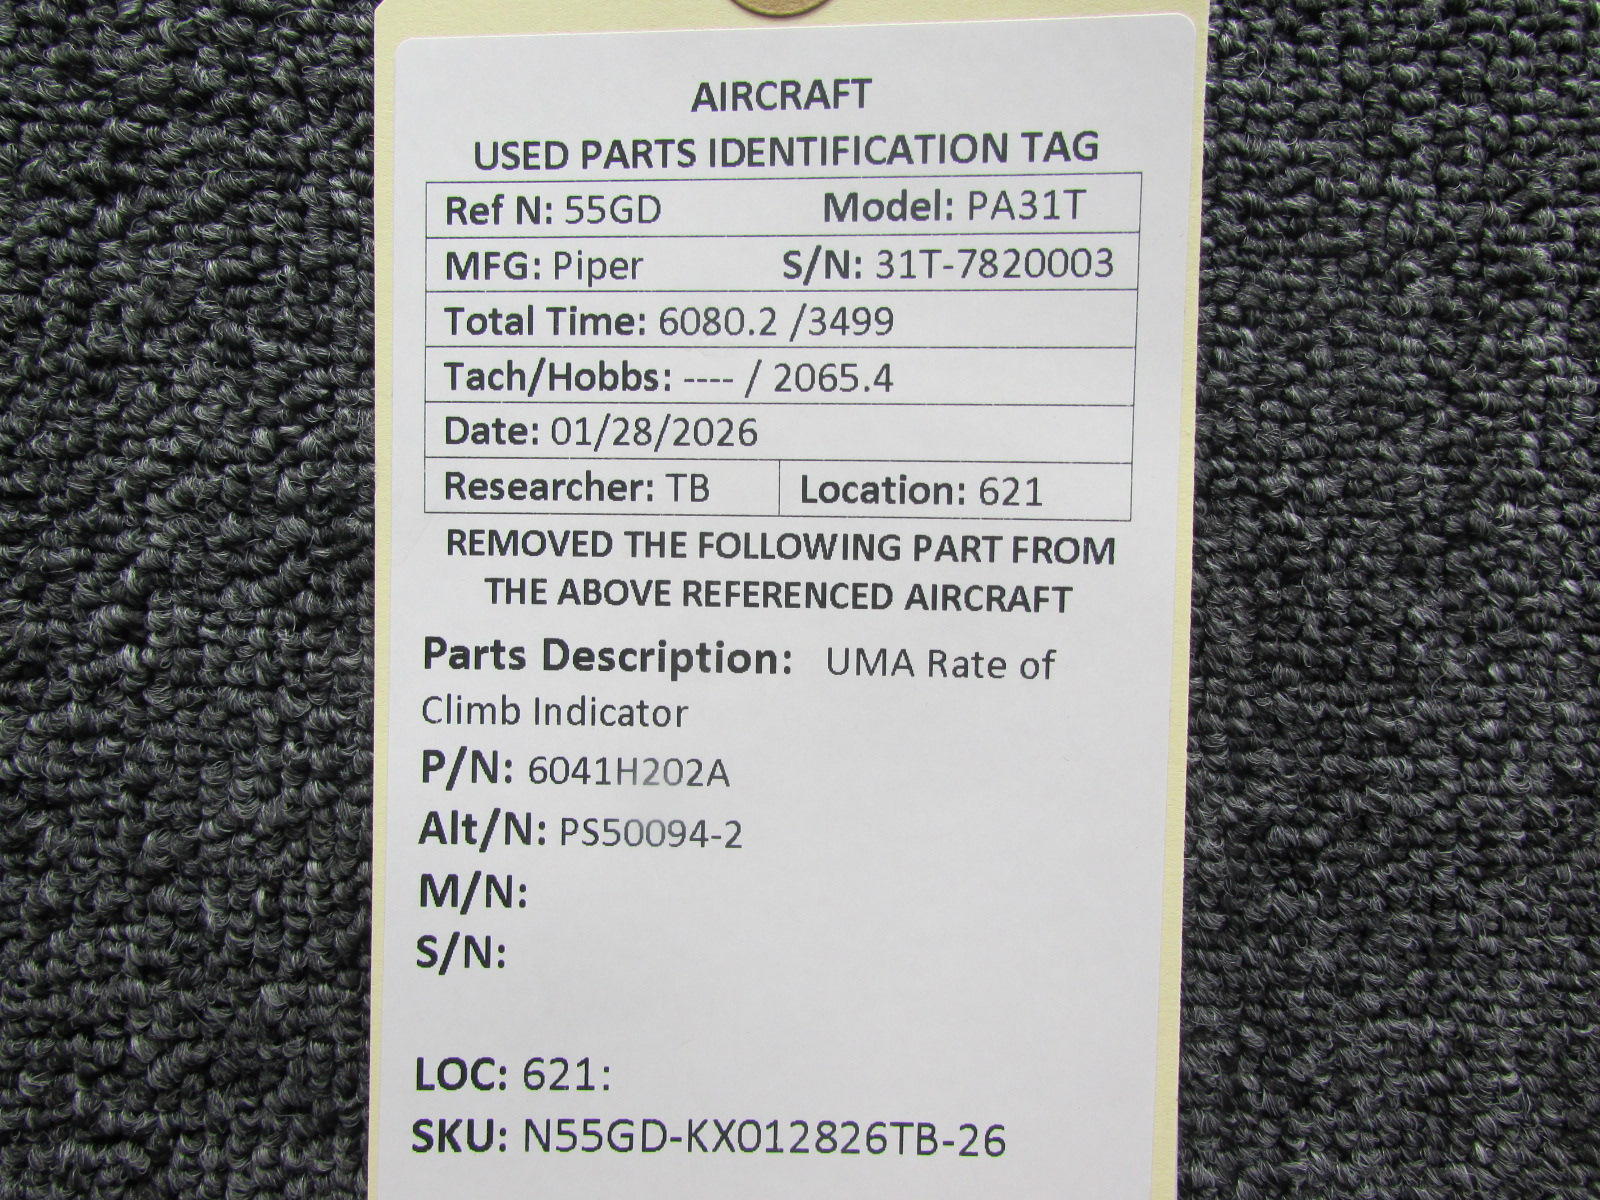 AIRCRAFT
USED PARTS IDENTIFICATION TAG
Ref N: 55GD Model: PA31T
MFG: Piper S/N: 31T-7820003
Total Time: 6080.2 /3499
Tach/Hobbs: ---- / 2065.4
Date: 01/28/2026
Researcher: TB Location: 621
REMOVED THE FOLLOWING PART FROM
THE ABOVE REFERENCED AIRCRAFT
Parts Description: UMA Rate of
Climb Indicator
P/N: 6041H202A
Alt/N: PS50094-2
M/N:
S/N:
LOC: 621:
SKU: N55GD-KX012826TB-26